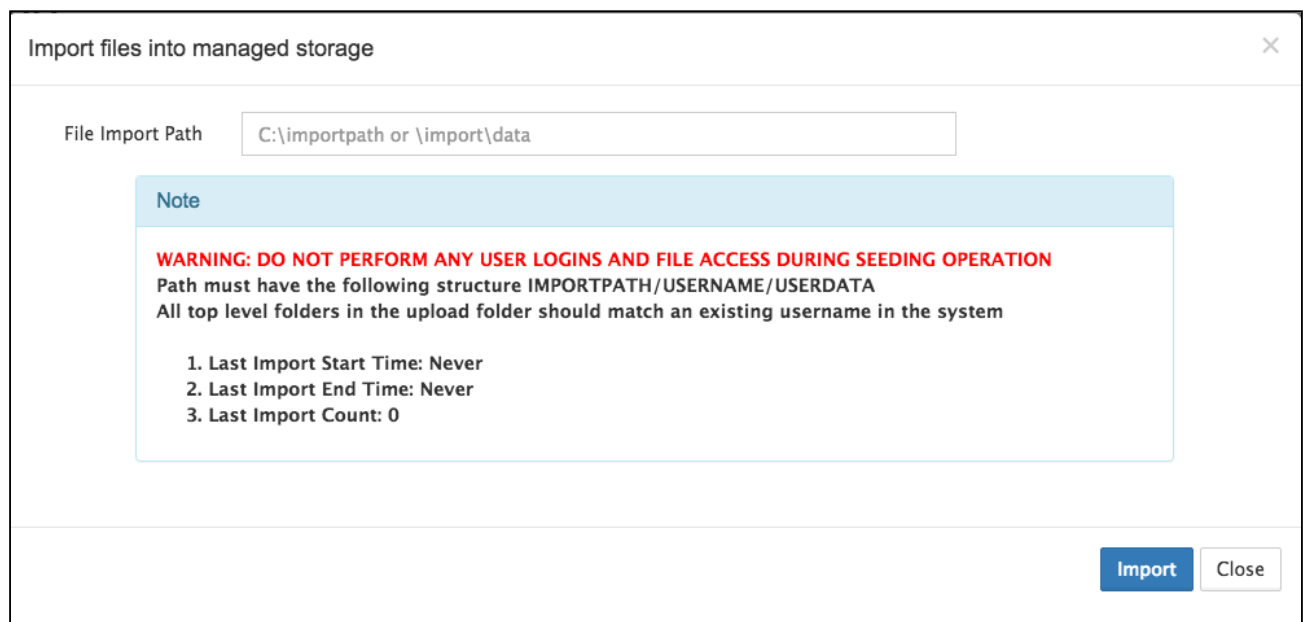 Import files into managed storage
×
File Import Path
C:\importpath or \import\data
Note
WARNING: DO NOT PERFORM ANY USER LOGINS AND FILE ACCESS DURING SEEDING OPERATION
Path must have the following structure IMPORTPATH/USERNAME/USERDATA
All top level folders in the upload folder should match an existing username in the system
1. Last Import Start Time: Never
2. Last Import End Time: Never
3. Last Import Count: 0
Import
Close